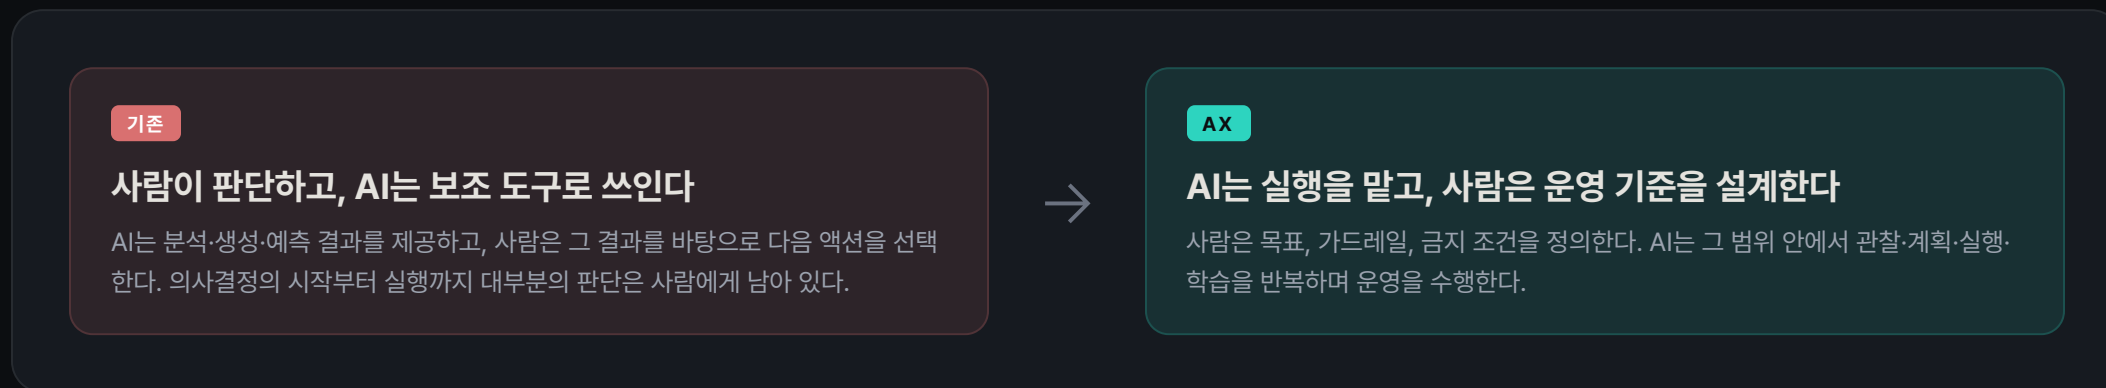 기존
사람이 판단하고, AI는 보조 도구로 쓰인다
AI는 분석·생성·예측 결과를 제공하고, 사람은 그 결과를 바탕으로 다음 액션을 선택
한다. 의사결정의 시작부터 실행까지 대부분의 판단은 사람에게 남아 있다.
AX
AI는 실행을 맡고, 사람은 운영 기준을 설계한다
사람은 목표, 가드레일, 금지 조건을 정의한다. AI는 그 범위 안에서 관찰·계획·실행·
학습을 반복하며 운영을 수행한다.